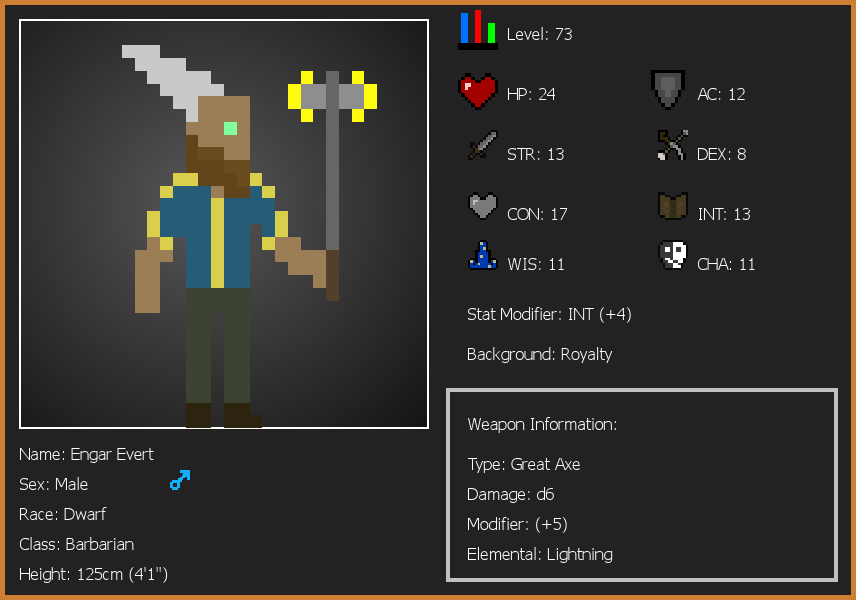 Level: 73
HP: 24
AC: 12
STR: 13
DEX: 8
CON: 17
INT: 13
WIS: 11
CHA: 11
Stat Modifier: INT (+4)
Background: Royalty
Weapon Information:
Type: Great Axe
Damage: d6
Modifier: (+5)
Elemental: Lightning
Name: Engar Evert
Sex: Male
Race: Dwarf
Class: Barbarian
Height: 125cm (4'1")